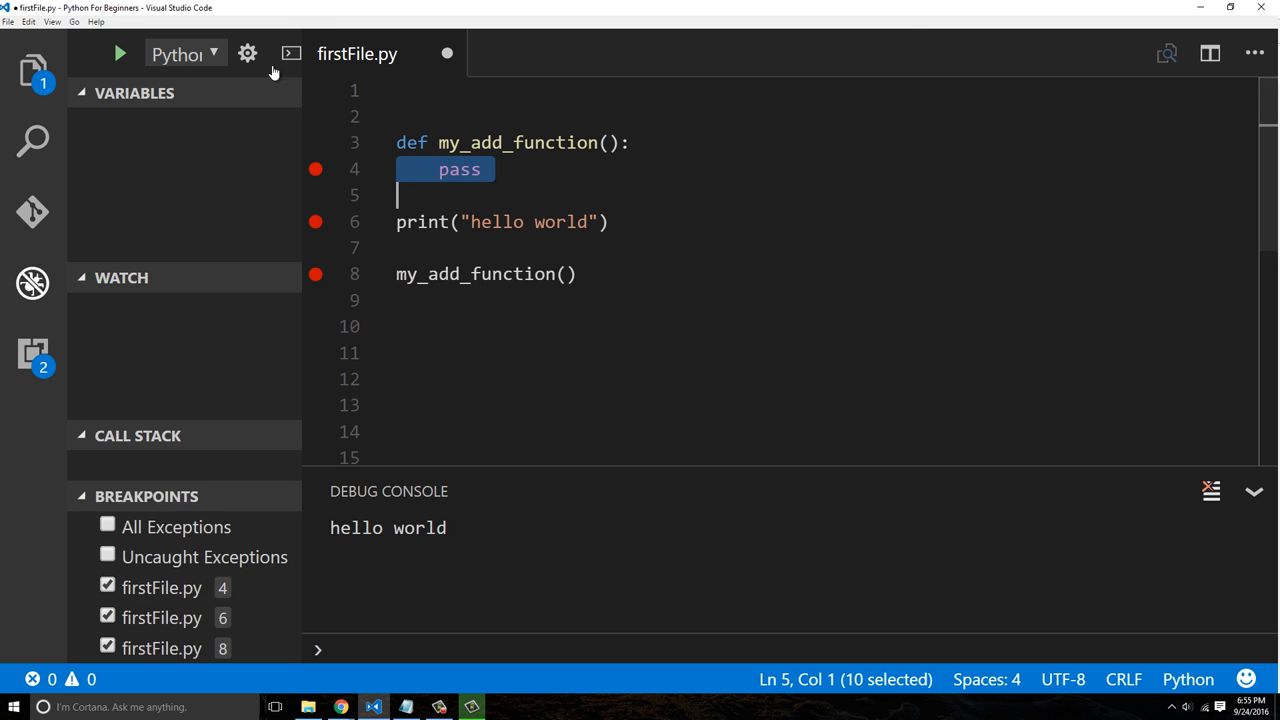 • firstFile.py - Python For Beginners - Visual Studio Code
File Edit View Go Help
Python
firstFile.py
1
VARIABLES
WATCH
CALL STACK
BREAKPOINTS
All Exceptions
Uncaught Exceptions
firstFile.py 4
firstFile.py 6
firstFile.py 8
2
1
2
3 def my_add_function():
4 pass
5
6 print("hello world")
7
8 my_add_function()
9
10
11
12
13
14
15
DEBUG CONSOLE
hello world
›
0 0 Ln 5, Col 1 (10 selected) Spaces: 4 UTF-8 CRLF Python
I'm Cortana. Ask me anything.
6:55 PM
9/24/2016